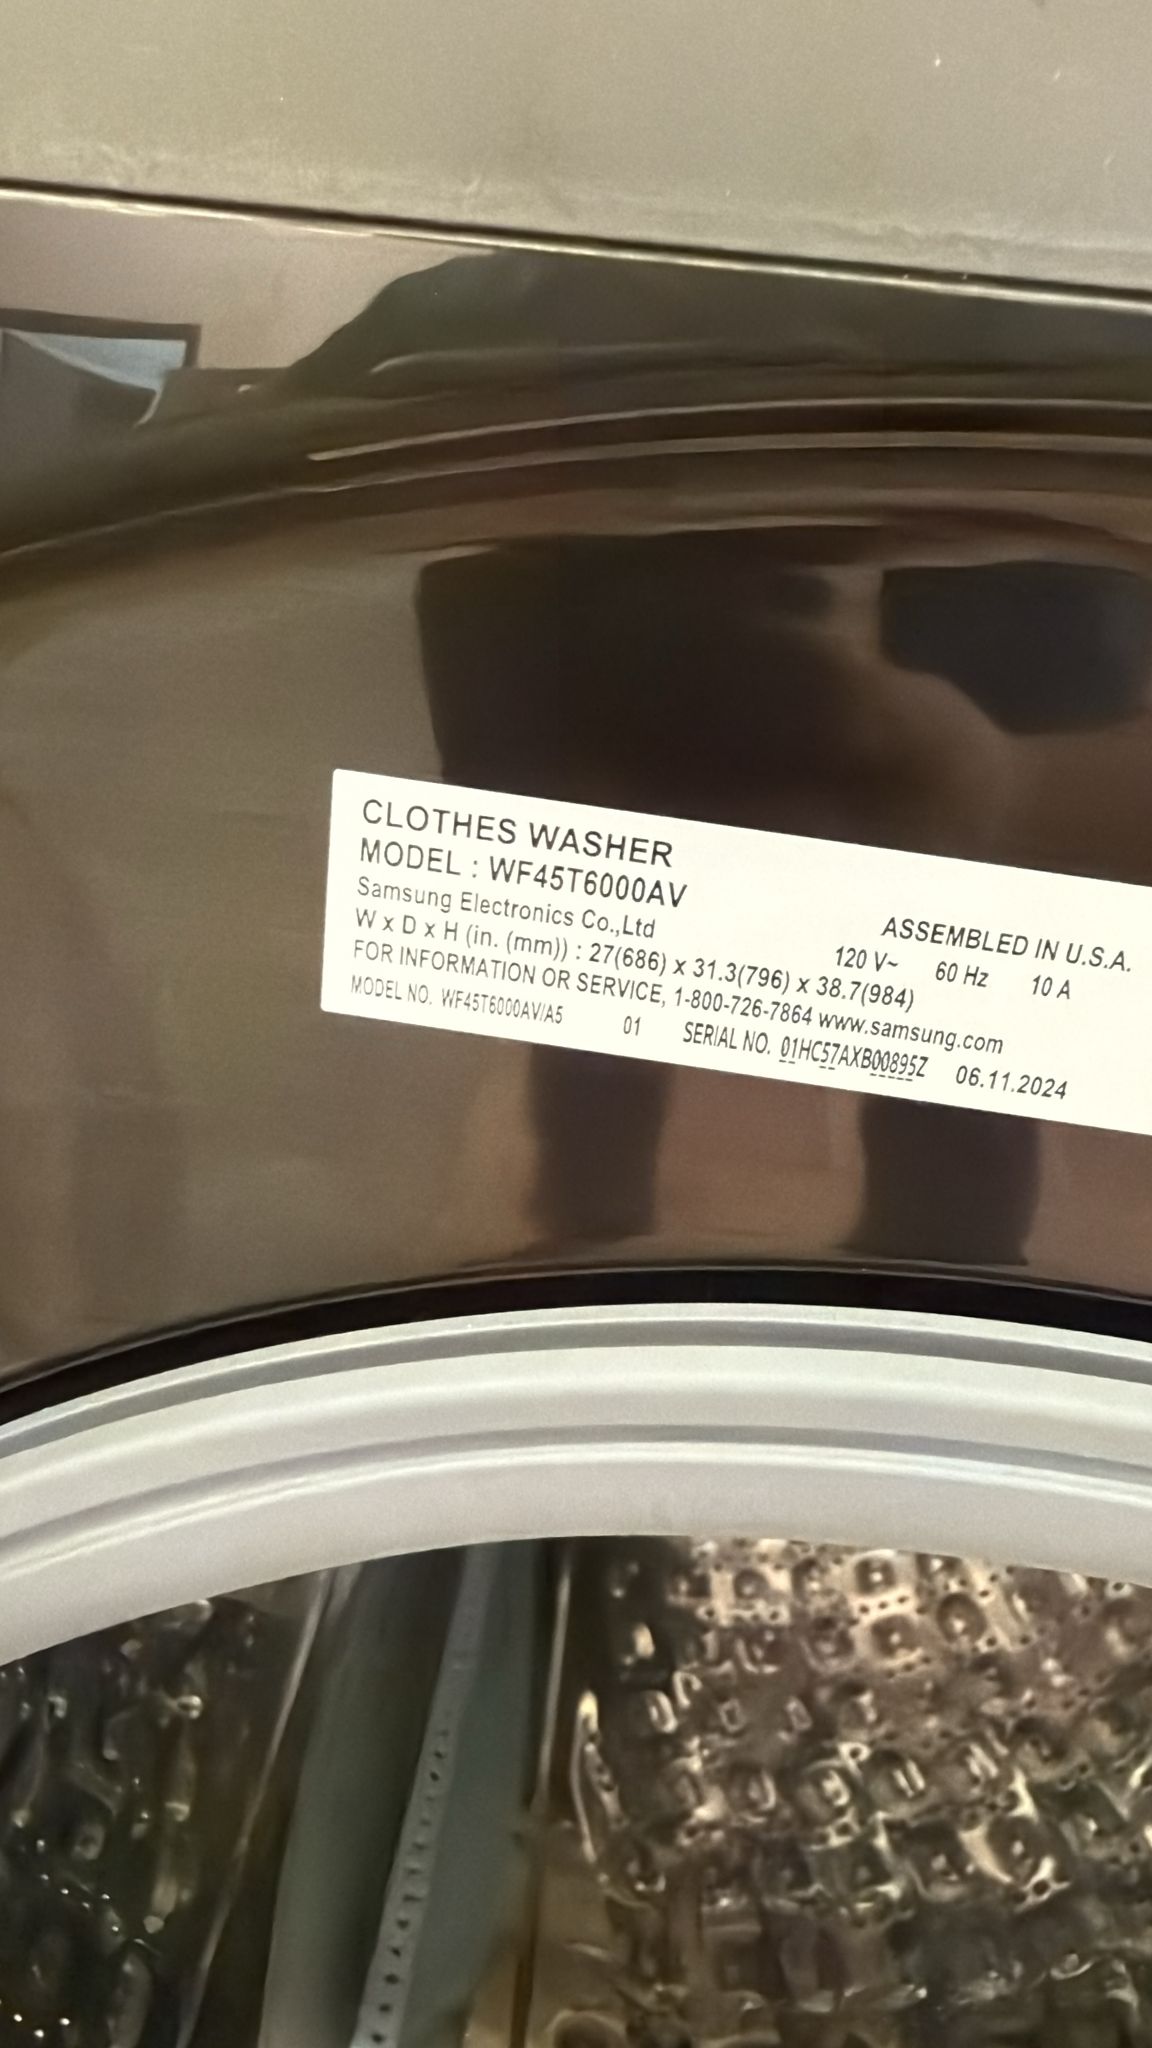 CLOTHES WASHER
MODEL : WF45T6000AV
Samsung Electronics Co.,Ltd
ASSEMBLED IN U.S.A.
W x D x H (in. (mm)) : 27(686) x 31.3(796) x 38.7(984)
120 V~ 60 Hz 10 A
FOR INFORMATION OR SERVICE, 1-800-726-7864 www.samsung.com
MODEL NO. WF45T6000AV/A5 01 SERIAL NO. 01HC57AXB00895Z 06.11.2024